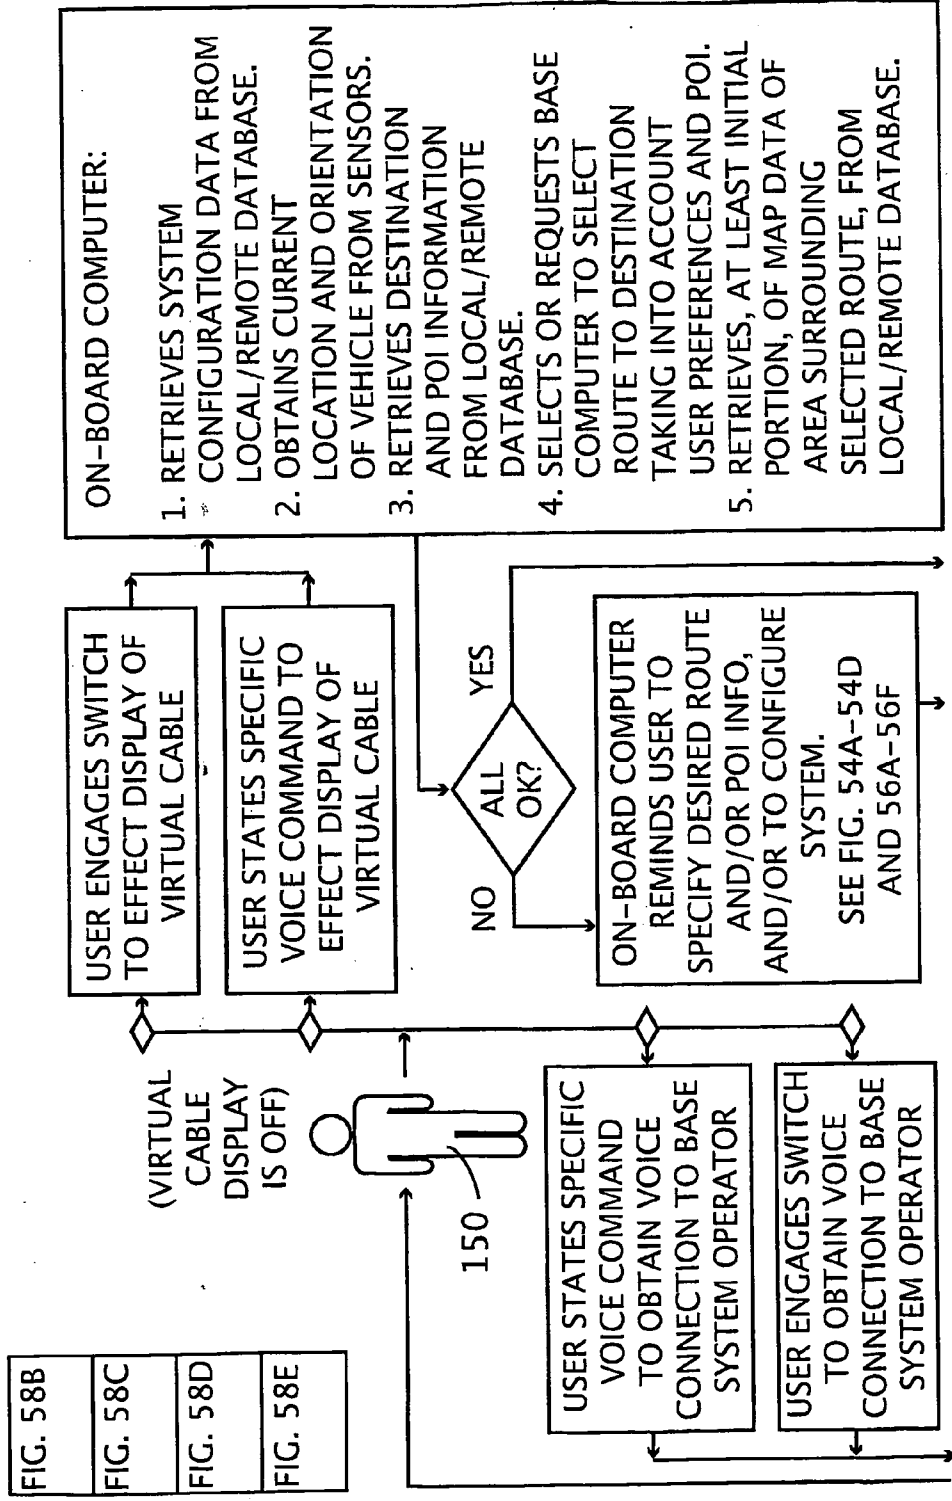 FIG. 58B
FIG. 58C
FIG. 58D
FIG. 58E
(VIRTUAL
CABLE
DISPLAY
IS OFF)
150
USER ENGAGES SWITCH
TO EFFECT DISPLAY OF
VIRTUAL CABLE
USER STATES SPECIFIC
VOICE COMMAND TO
EFFECT DISPLAY OF
VIRTUAL CABLE
ON-BOARD COMPUTER:
1. RETRIEVES SYSTEM
CONFIGURATION DATA FROM
LOCAL/REMOTE DATABASE.
2. OBTAINS CURRENT
LOCATION AND ORIENTATION
OF VEHICLE FROM SENSORS.
3. RETRIEVES DESTINATION
AND POI INFORMATION
FROM LOCAL/REMOTE
DATABASE.
4. SELECTS OR REQUESTS BASE
COMPUTER TO SELECT
ROUTE TO DESTINATION
TAKING INTO ACCOUNT
USER PREFERENCES AND POI.
5. RETRIEVES, AT LEAST INITIAL
PORTION, OF MAP DATA OF
AREA SURROUNDING
SELECTED ROUTE, FROM
LOCAL/REMOTE DATABASE.
ALL
OK?
YES
NO
ON-BOARD COMPUTER
REMINDS USER TO
SPECIFY DESIRED ROUTE
AND/OR POI INFO,
AND/OR TO CONFIGURE
SYSTEM.
SEE FIG. 54A-54D
AND 56A-56F
USER STATES SPECIFIC
VOICE COMMAND
TO OBTAIN VOICE
CONNECTION TO BASE
SYSTEM OPERATOR
USER ENGAGES SWITCH
TO OBTAIN VOICE
CONNECTION TO BASE
SYSTEM OPERATOR